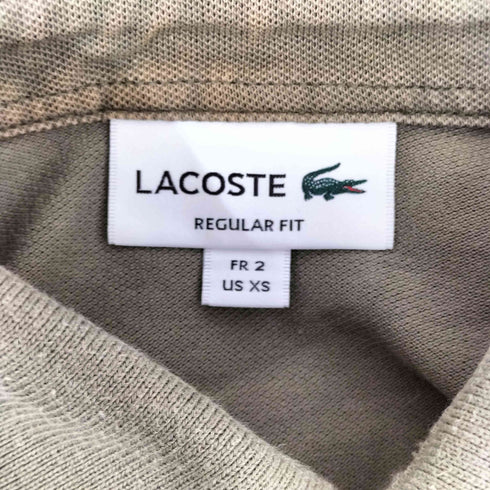 LACOSTE
REGULAR FIT
FR 2
US XS